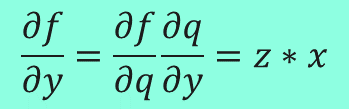 ∂f/∂y = ∂f/∂q ∂q/∂y = z * x